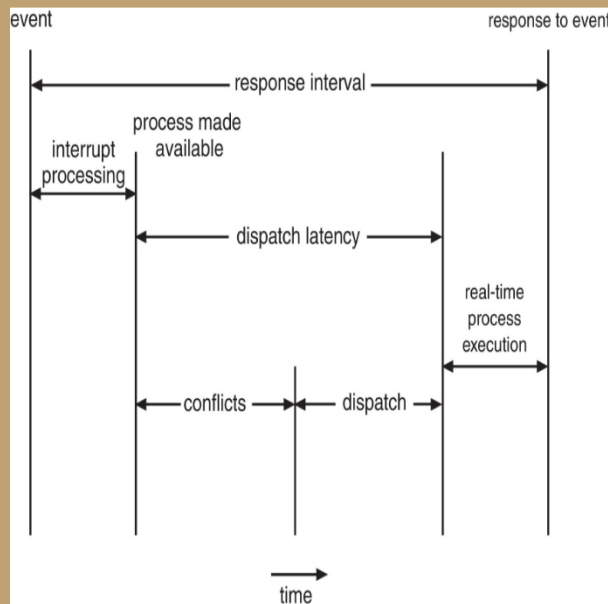 event
response to event
response interval
process made
available
interrupt
processing
dispatch latency
real-time
process
execution
conflicts
dispatch
time